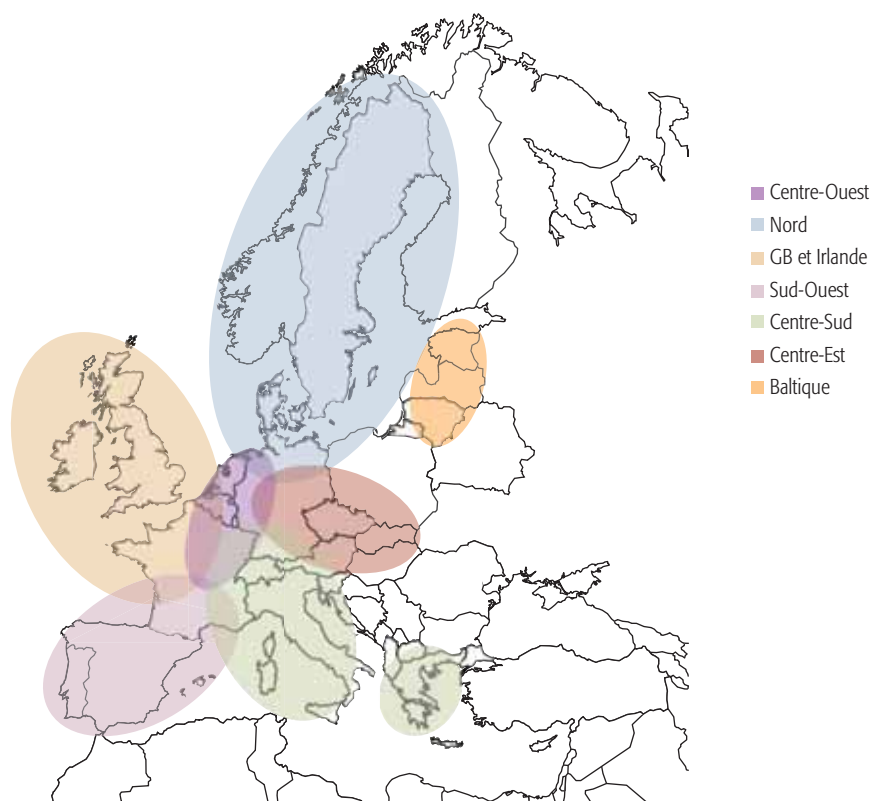 Centre-Ouest
Nord
GB et Irlande
Sud-Ouest
Centre-Sud
Centre-Est
Baltique